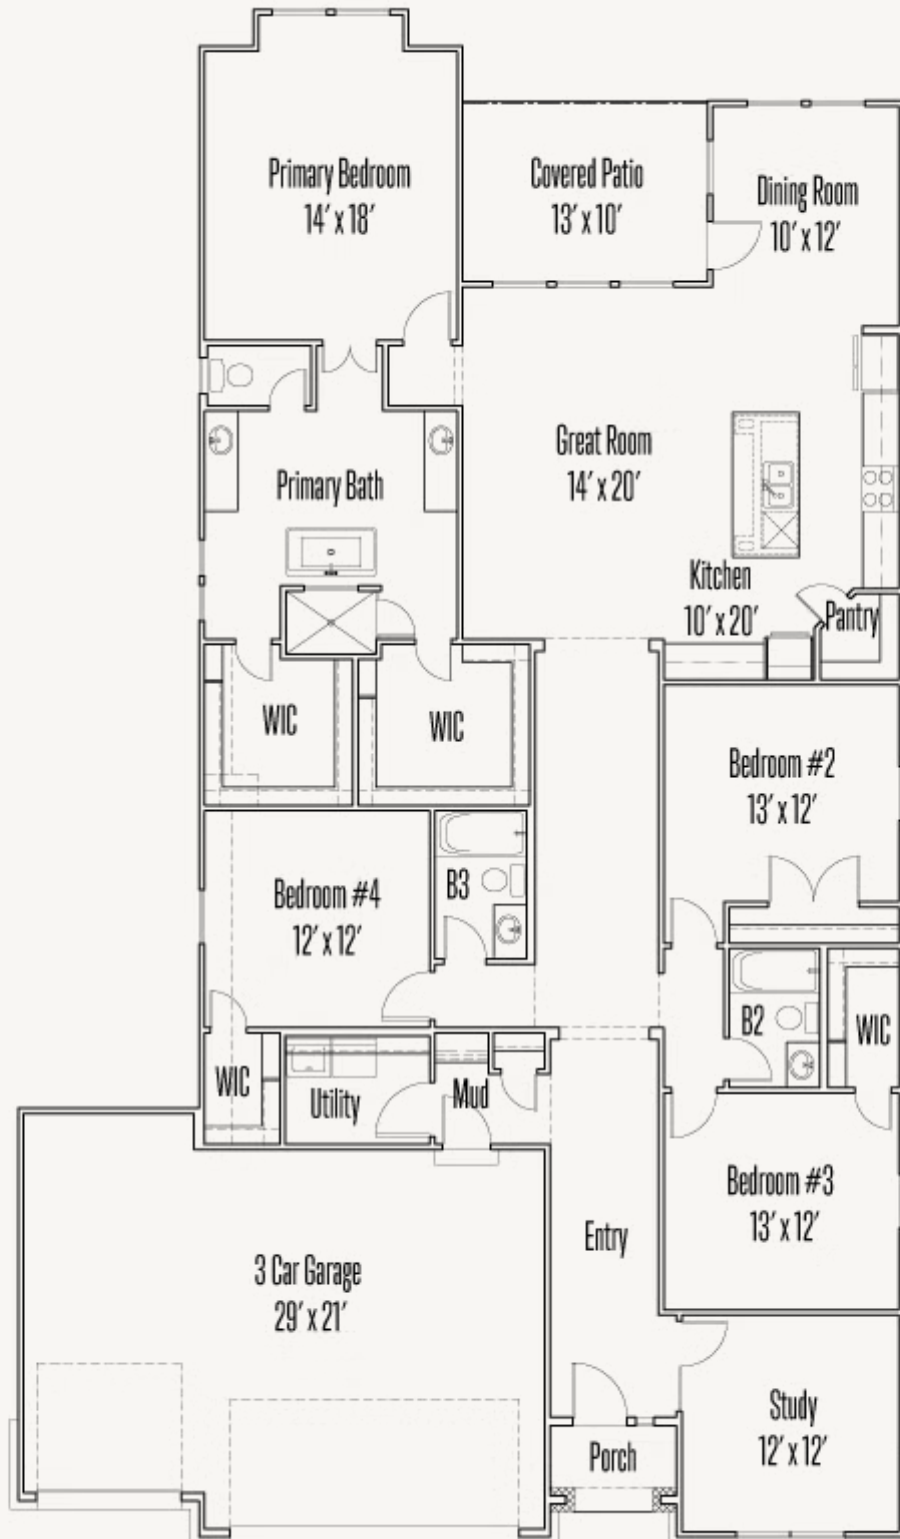 Primary Bedroom
14′ x 18′
Covered Patio
13′ x 10′
Dining Room
10′ x 12′
Great Room
14′ x 20′
Primary Bath
Kitchen
10′ x 20′
Pantry
WIC
WIC
Bedroom #2
13′ x 12′
Bedroom #4
12′ x 12′
B3
B2
WIC
WIC
Utility
Mud
Bedroom #3
13′ x 12′
Entry
3 Car Garage
29′ x 21′
Study
12′ x 12′
Porch